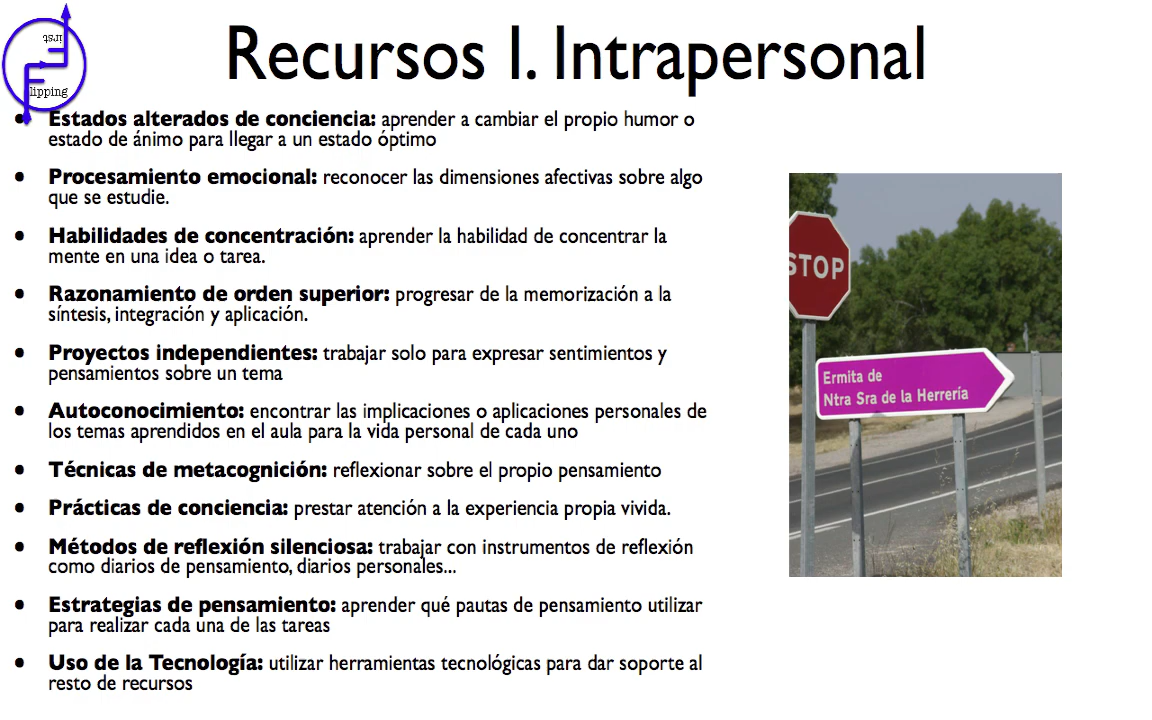 irst
lipping
Recursos I. Intrapersonal
• Estados alterados de conciencia: aprender a cambiar el propio humor o
estado de ánimo para llegar a un estado óptimo
• Procesamiento emocional: reconocer las dimensiones afectivas sobre algo
que se estudie.
• Habilidades de concentración: aprender la habilidad de concentrar la
mente en una idea o tarea.
• Razonamiento de orden superior: progresar de la memorización a la
síntesis, integración y aplicación.
• Proyectos independientes: trabajar solo para expresar sentimientos y
pensamientos sobre un tema
• Autoconocimiento: encontrar las implicaciones o aplicaciones personales de
los temas aprendidos en el aula para la vida personal de cada uno
• Técnicas de metacognición: reflexionar sobre el propio pensamiento
• Prácticas de conciencia: prestar atención a la experiencia propia vivida.
• Métodos de reflexión silenciosa: trabajar con instrumentos de reflexión
como diarios de pensamiento, diarios personales...
• Estrategias de pensamiento: aprender qué pautas de pensamiento utilizar
para realizar cada una de las tareas
• Uso de la Tecnología: utilizar herramientas tecnológicas para dar soporte al
resto de recursos
STOP
Ermita de
Ntra Sra de la Herrería